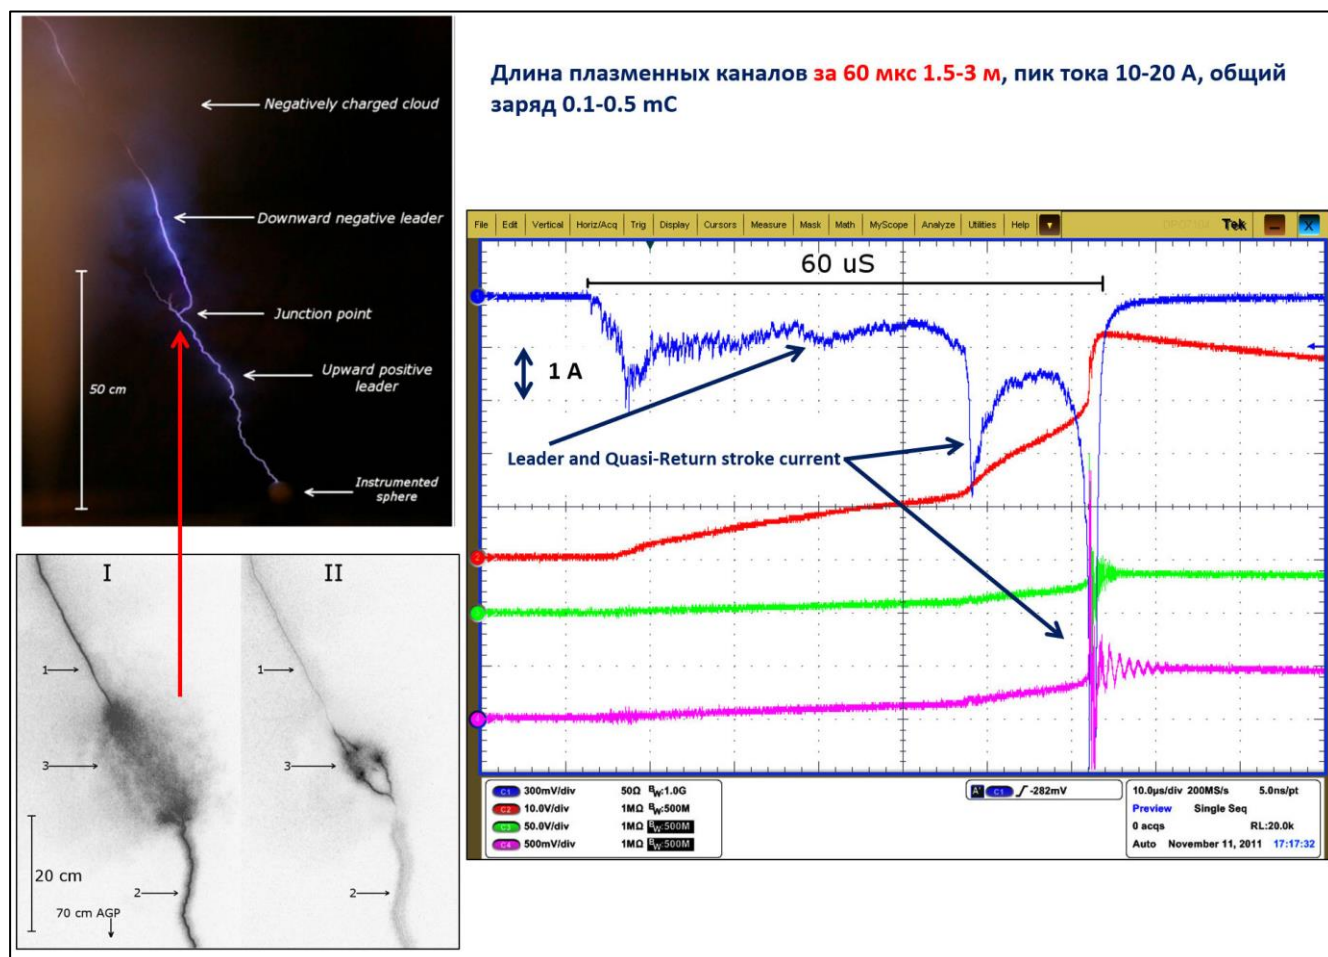 Длина плазменных каналов за 60 мкс 1.5-3 м, пик тока 10-20 А, общий
заряд 0.1-0.5 mC
Negatively charged cloud
Downward negative leader
Junction point
Upward positive
leader
50 cm
Instrumented
sphere
I
II
1
1
3
3
2
2
20 cm
70 cm AGP
File Edit Vertical Horiz/Acq Trig Display Cursors Measure Mask Math MyScope Analyze Utilities Help Tek X
60 uS
1 A
Leader and Quasi-Return stroke current
C1 300mV/div 50Ω BW:1.0G
C2 10.0V/div 1MΩ BW:500M
C3 50.0V/div 1MΩ BW:500M
C4 500mV/div 1MΩ BW:500M
A' C1 -282mV
10.0µs/div 200MS/s 5.0ns/pt
Preview Single Seq
0 acqs RL:20.0k
Auto November 11, 2011 17:17:32